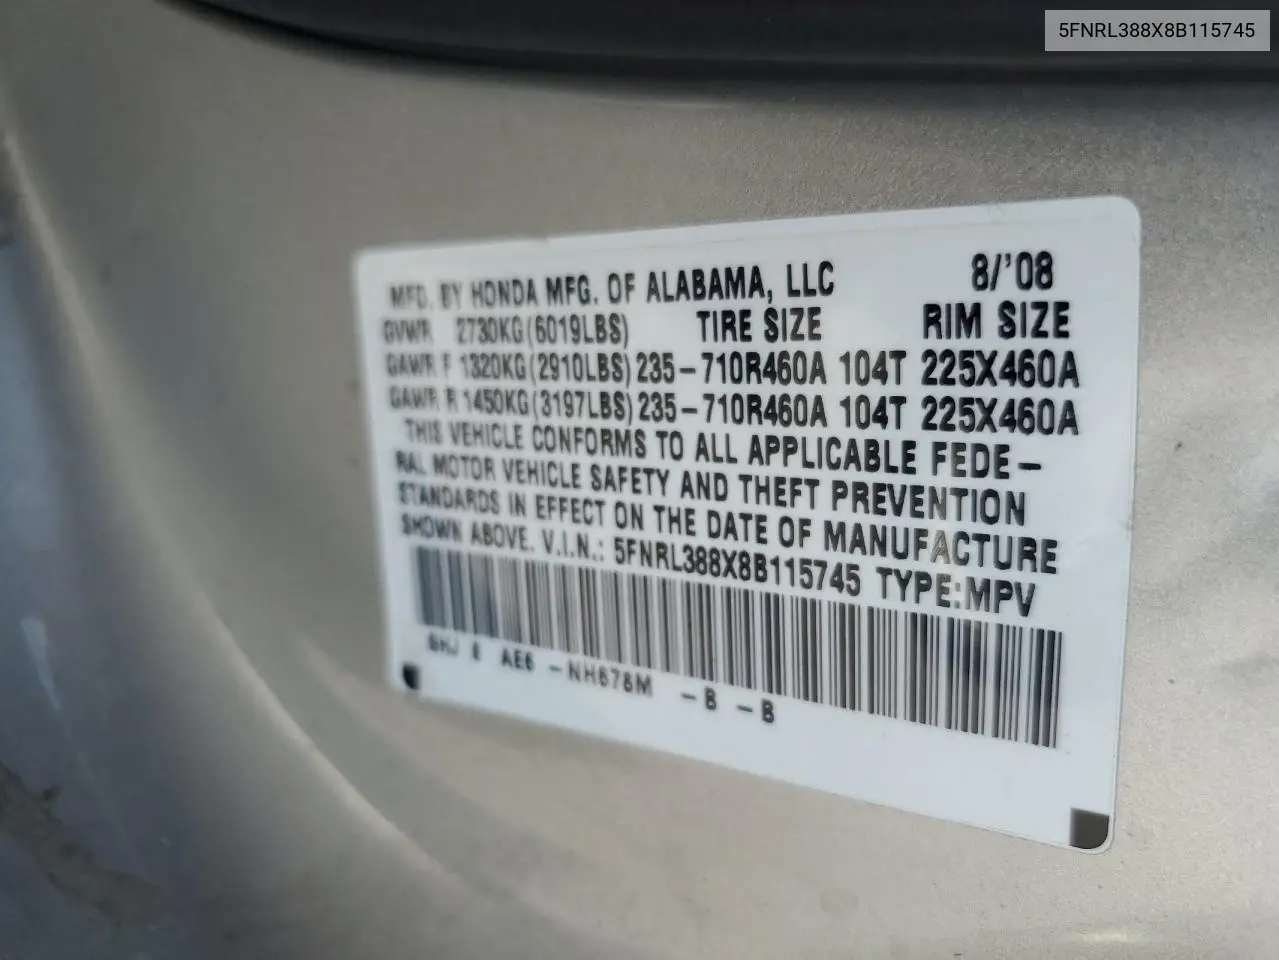 5FNRL388X8B115745
MFD. BY HONDA MFG. OF ALABAMA, LLC 8/'08
GVWR 2730KG(6019LBS) TIRE SIZE RIM SIZE
GAWR F 1320KG(2910LBS) 235-710R460A 104T 225X460A
GAWR R 1450KG(3197LBS) 235-710R460A 104T 225X460A
THIS VEHICLE CONFORMS TO ALL APPLICABLE FEDE-
RAL MOTOR VEHICLE SAFETY AND THEFT PREVENTION
STANDARDS IN EFFECT ON THE DATE OF MANUFACTURE
SHOWN ABOVE. V.I.N.: 5FNRL388X8B115745 TYPE:MPV
SHJ AE6 -NH678M -B -B